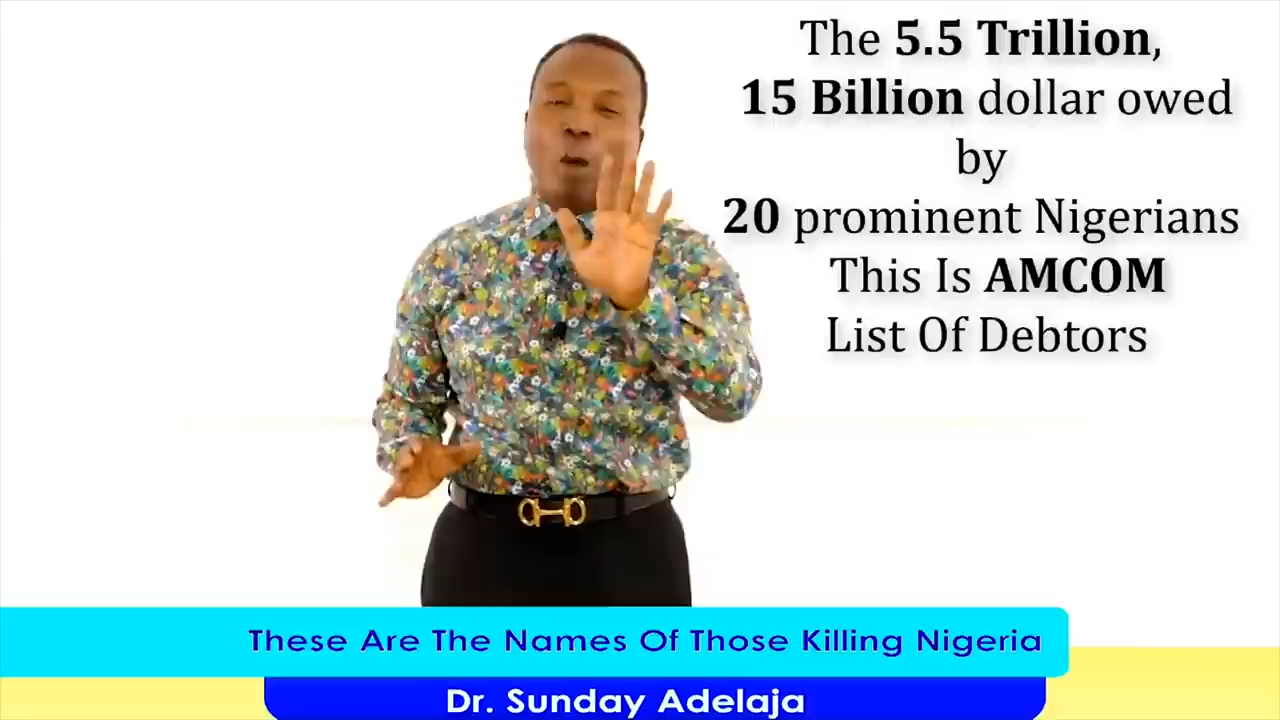 The 5.5 Trillion,
15 Billion dollar owed
by
20 prominent Nigerians
This Is AMCOM
List Of Debtors
These Are The Names Of Those Killing Nigeria
Dr. Sunday Adelaja